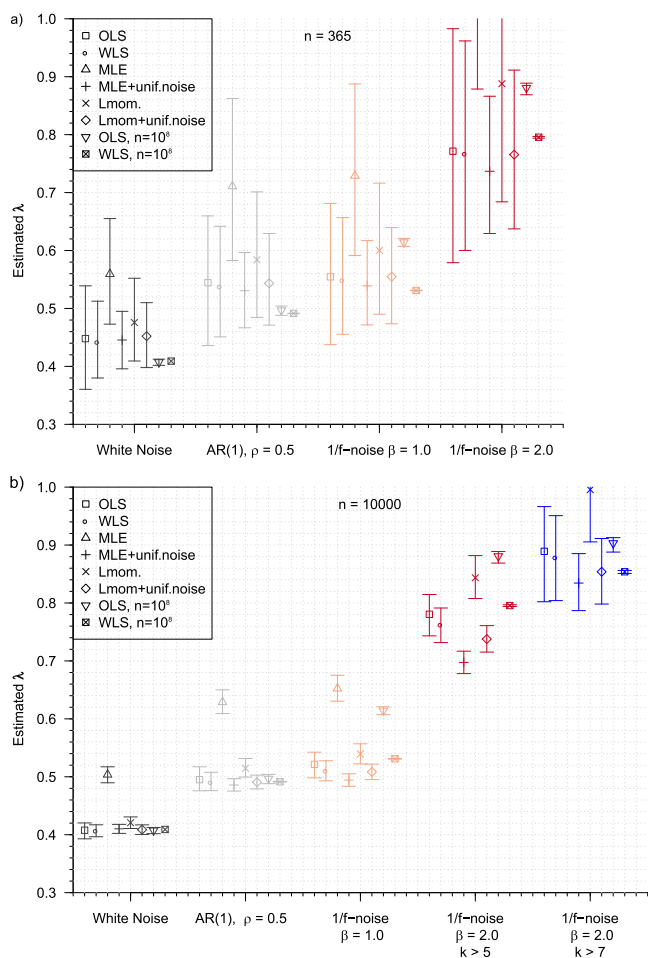 a)
n = 365
OLS
WLS
MLE
MLE+unif.noise
Lmom.
Lmom+unif.noise
OLS, n=10⁸
WLS, n=10⁸
1.0
0.9
0.8
0.7
0.6
0.5
0.4
0.3
Estimated λ
White Noise
AR(1), ρ = 0.5
1/f−noise β = 1.0
1/f−noise β = 2.0
b)
n = 10000
OLS
WLS
MLE
MLE+unif.noise
Lmom.
Lmom+unif.noise
OLS, n=10⁸
WLS, n=10⁸
1.0
0.9
0.8
0.7
0.6
0.5
0.4
0.3
Estimated λ
White Noise
AR(1), ρ = 0.5
1/f−noise
β = 1.0
1/f−noise
β = 2.0
k > 5
1/f−noise
β = 2.0
k > 7